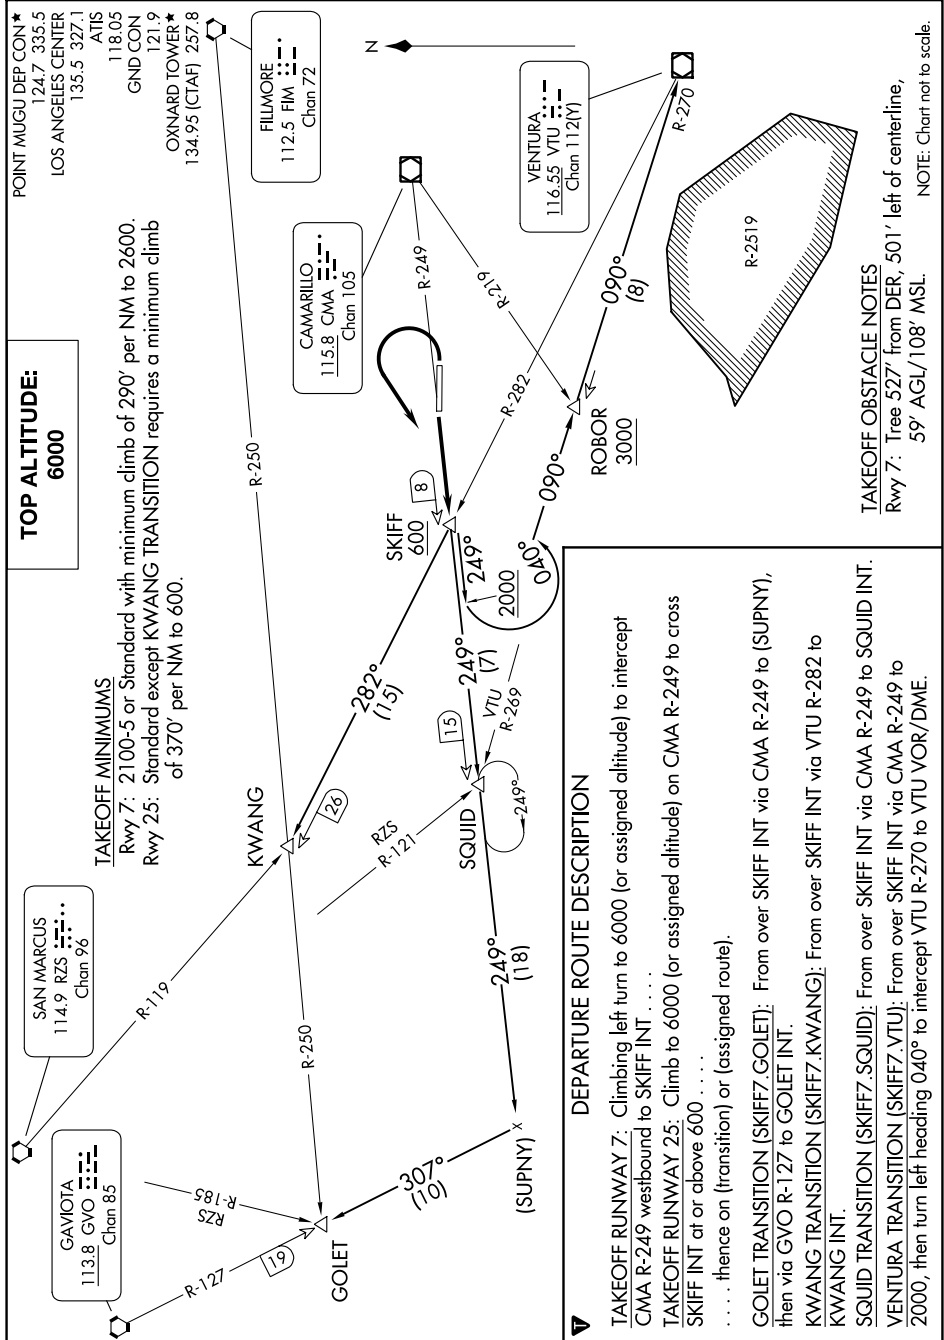 POINT MUGU DEP CON★
124.7 335.5
LOS ANGELES CENTER
135.5 327.1
ATIS
118.05
GND CON
121.9
OXNARD TOWER★
134.95 (CTAF) 257.8
TOP ALTITUDE:
6000
TAKEOFF MINIMUMS
Rwy 7: 2100-5 or Standard with minimum climb of 290' per NM to 2600.
Rwy 25: Standard except KWANG TRANSITION requires a minimum climb
of 370' per NM to 600.
SAN MARCUS
114.9 RZS
Chan 96
GAVIOTA
113.8 GVO
Chan 85
FILLMORE
112.5 FIM
Chan 72
CAMARILLO
115.8 CMA
Chan 105
VENTURA
116.55 VTU
Chan 112(Y)
N
R-250
R-250
R-119
R-127
19
RZS
R-185
GOLET
307°
(10)
(SUPNY)
249°
(18)
KWANG
26
282°
(15)
RZS
R-121
SQUID
15
249°
249°
(7)
VTU
R-269
SKIFF
600
8
249°
2000
040°
090°
ROBOR
3000
R-249
R-219
R-282
090°
(8)
R-270
R-2519
TAKEOFF OBSTACLE NOTES
Rwy 7: Tree 527' from DER, 501' left of centerline,
59' AGL/108' MSL.
NOTE: Chart not to scale.
T
DEPARTURE ROUTE DESCRIPTION
TAKEOFF RUNWAY 7: Climbing left turn to 6000 (or assigned altitude) to intercept
CMA R-249 westbound to SKIFF INT . . . .
TAKEOFF RUNWAY 25: Climb to 6000 (or assigned altitude) on CMA R-249 to cross
SKIFF INT at or above 600 . . . .
. . . . thence on (transition) or (assigned route).
GOLET TRANSITION (SKIFF7.GOLET): From over SKIFF INT via CMA R-249 to (SUPNY),
then via GVO R-127 to GOLET INT.
KWANG TRANSITION (SKIFF7.KWANG): From over SKIFF INT via VTU R-282 to
KWANG INT.
SQUID TRANSITION (SKIFF7.SQUID): From over SKIFF INT via CMA R-249 to SQUID INT.
VENTURA TRANSITION (SKIFF7.VTU): From over SKIFF INT via CMA R-249 to
2000, then turn left heading 040° to intercept VTU R-270 to VTU VOR/DME.